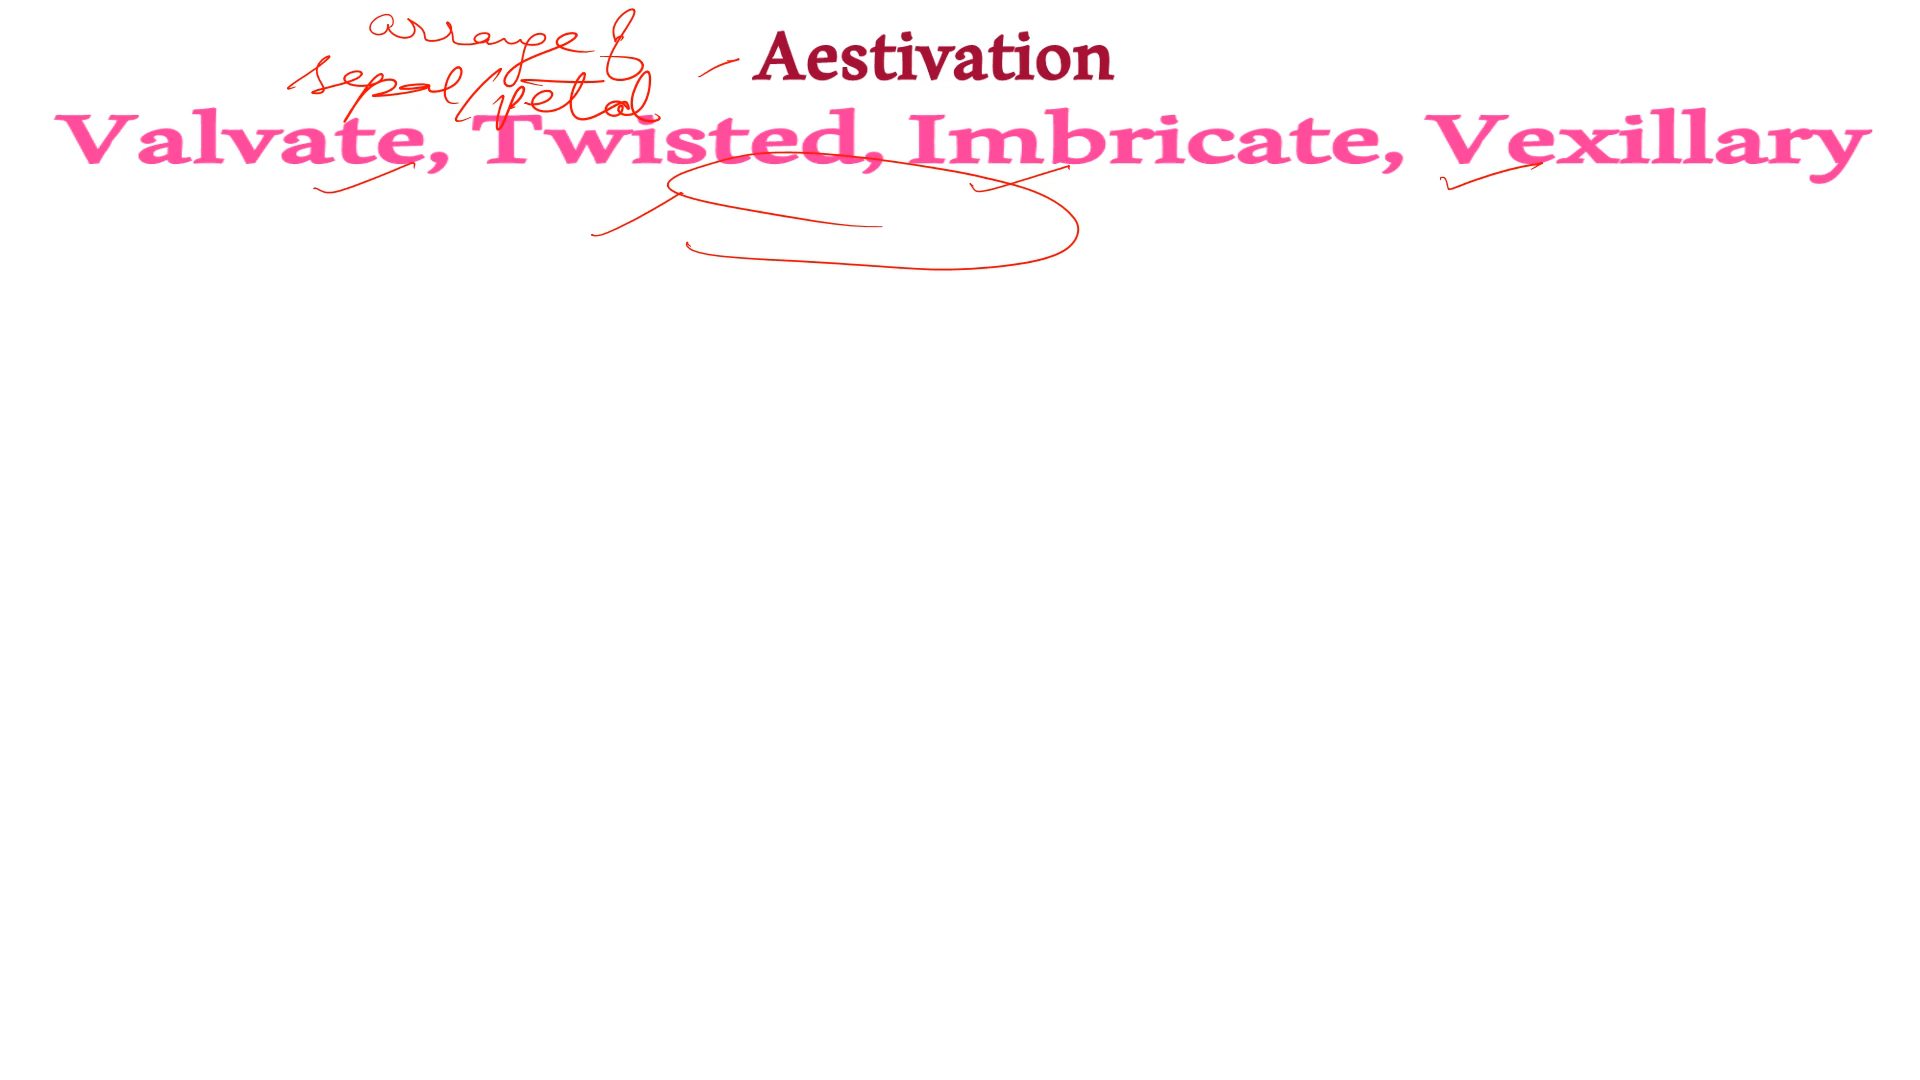 arrange of
sepal/petal
Aestivation
Valvate, Twisted, Imbricate, Vexillary